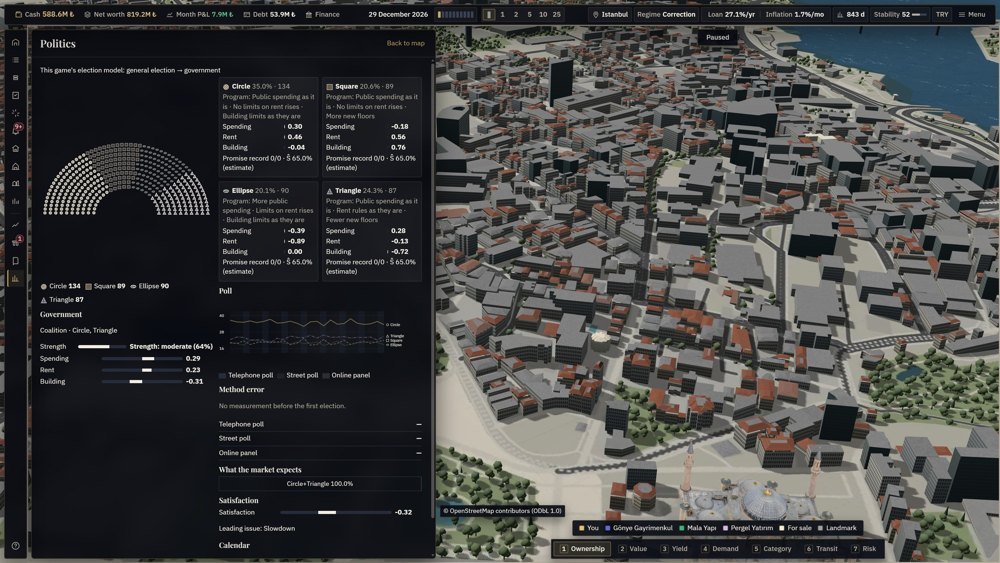 Cash 588.6M ₺ Net worth 819.2M ₺ Month P&L 7.9M ₺ Debt 53.9M ₺ Finance 29 December 2026 1 2 5 10 25 Istanbul Regime Correction Loan 27.1%/yr Inflation 1.7%/mo 843 d Stability 52 TRY Menu
Paused
Politics
Back to map
This game's election model: general election → government
Circle 35.0% · 134
Program: Public spending as it is · No limits on rent rises · Building limits as they are
Spending 0.30
Rent 0.46
Building -0.04
Promise record 0/0 · Š 65.0% (estimate)
Square 20.6% · 89
Program: Public spending as it is · No limits on rent rises · More new floors
Spending -0.18
Rent 0.56
Building 0.76
Promise record 0/0 · Š 65.0% (estimate)
Ellipse 20.1% · 90
Program: More public spending · Limits on rent rises · Building limits as they are
Spending -0.39
Rent -0.89
Building 0.00
Promise record 0/0 · Š 65.0% (estimate)
Triangle 24.3% · 87
Program: Public spending as it is · Rent rules as they are · Fewer new floors
Spending 0.28
Rent -0.13
Building -0.72
Promise record 0/0 · Š 65.0% (estimate)
Circle 134 Square 89 Ellipse 90
Triangle 87
Government
Coalition · Circle, Triangle
Strength Strength: moderate (64%)
Spending 0.29
Rent 0.23
Building -0.31
Poll
Circle
Triangle
Square
Ellipse
Telephone poll Street poll Online panel
Method error
No measurement before the first election.
Telephone poll —
Street poll —
Online panel —
What the market expects
Circle+Triangle 100.0%
Satisfaction
Satisfaction -0.32
Leading issue: Slowdown
Calendar
9+
1
© OpenStreetMap contributors (ODbL 1.0)
You Gönye Gayrimenkul Mala Yapı Pergel Yatırım For sale Landmark
1 Ownership 2 Value 3 Yield 4 Demand 5 Category 6 Transit 7 Risk